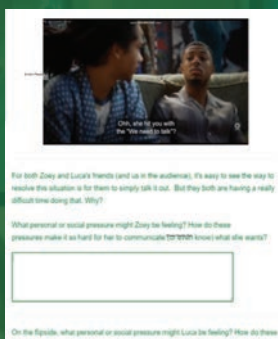 Ohh, she hit you with
the "We need to talk"?
For both Zoey and Luca's friends (and us in the audience), it's easy to see the way to
resolve this situation is for them to simply talk it out. But they both are having a really
difficult time doing that. Why?
What personal or social pressure might Zoey be feeling? How do these
pressures make it as hard for her to communicate (or even know) what she wants?
On the flipside, what personal or social pressure might Luca be feeling? How do these